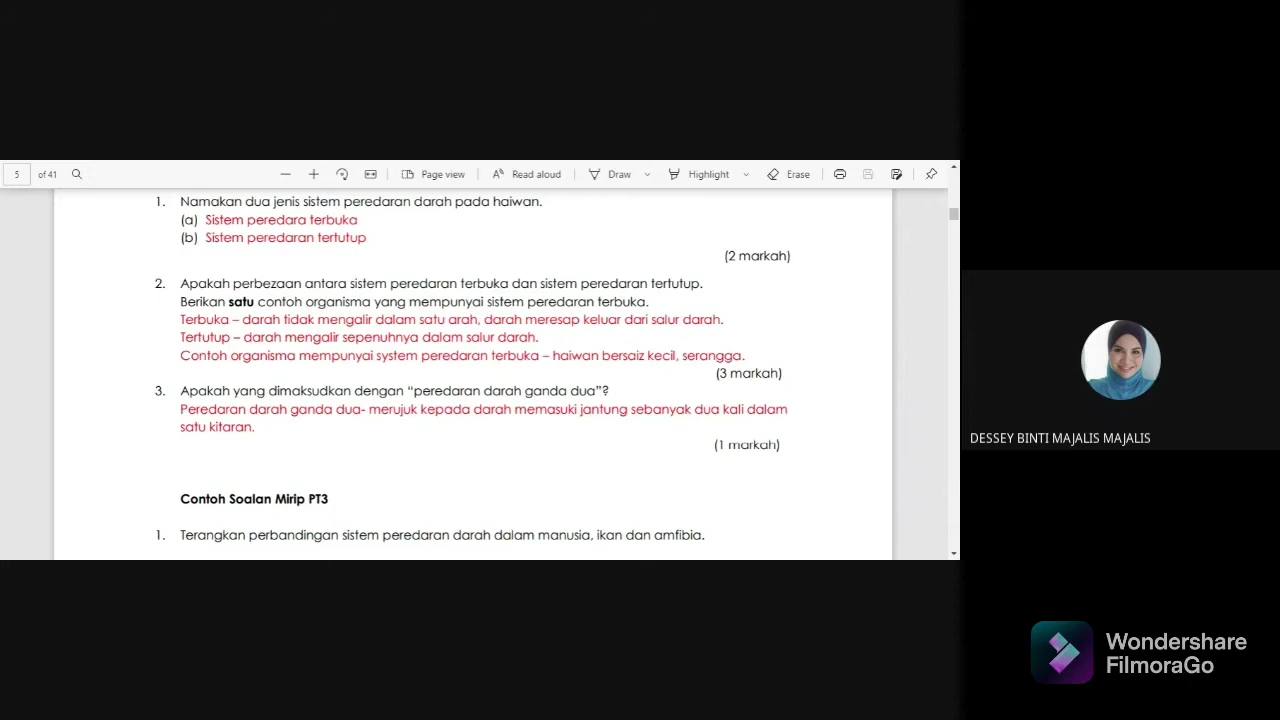 5 of 41 Page view Read aloud Draw Highlight Erase
1. Namakan dua jenis sistem peredaran darah pada haiwan.
(a) Sistem peredara terbuka
(b) Sistem peredaran tertutup
(2 markah)
2. Apakah perbezaan antara sistem peredaran terbuka dan sistem peredaran tertutup.
Berikan satu contoh organisma yang mempunyai sistem peredaran terbuka.
Terbuka – darah tidak mengalir dalam satu arah, darah meresap keluar dari salur darah.
Tertutup – darah mengalir sepenuhnya dalam salur darah.
Contoh organisma mempunyai system peredaran terbuka – haiwan bersaiz kecil, serangga.
(3 markah)
3. Apakah yang dimaksudkan dengan “peredaran darah ganda dua”?
Peredaran darah ganda dua- merujuk kepada darah memasuki jantung sebanyak dua kali dalam
satu kitaran.
(1 markah)
Contoh Soalan Mirip PT3
1. Terangkan perbandingan sistem peredaran darah dalam manusia, ikan dan amfibia.
DESSEY BINTI MAJALIS MAJALIS
Wondershare
FilmoraGo